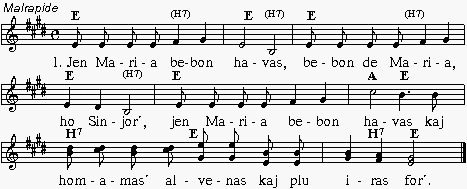 Malrapide
E (H7) E (H7) E (H7)
1. Jen Ma-ri-a be-bon ha-vas, be-bon de Ma-ri-a,
E (H7) E A E
ho Sin-jor´, jen Ma-ri-a be-bon ha-vas kaj
H7 E H7 E
hom-a-mas´ al-ve-nas kaj plu i-ras for´.